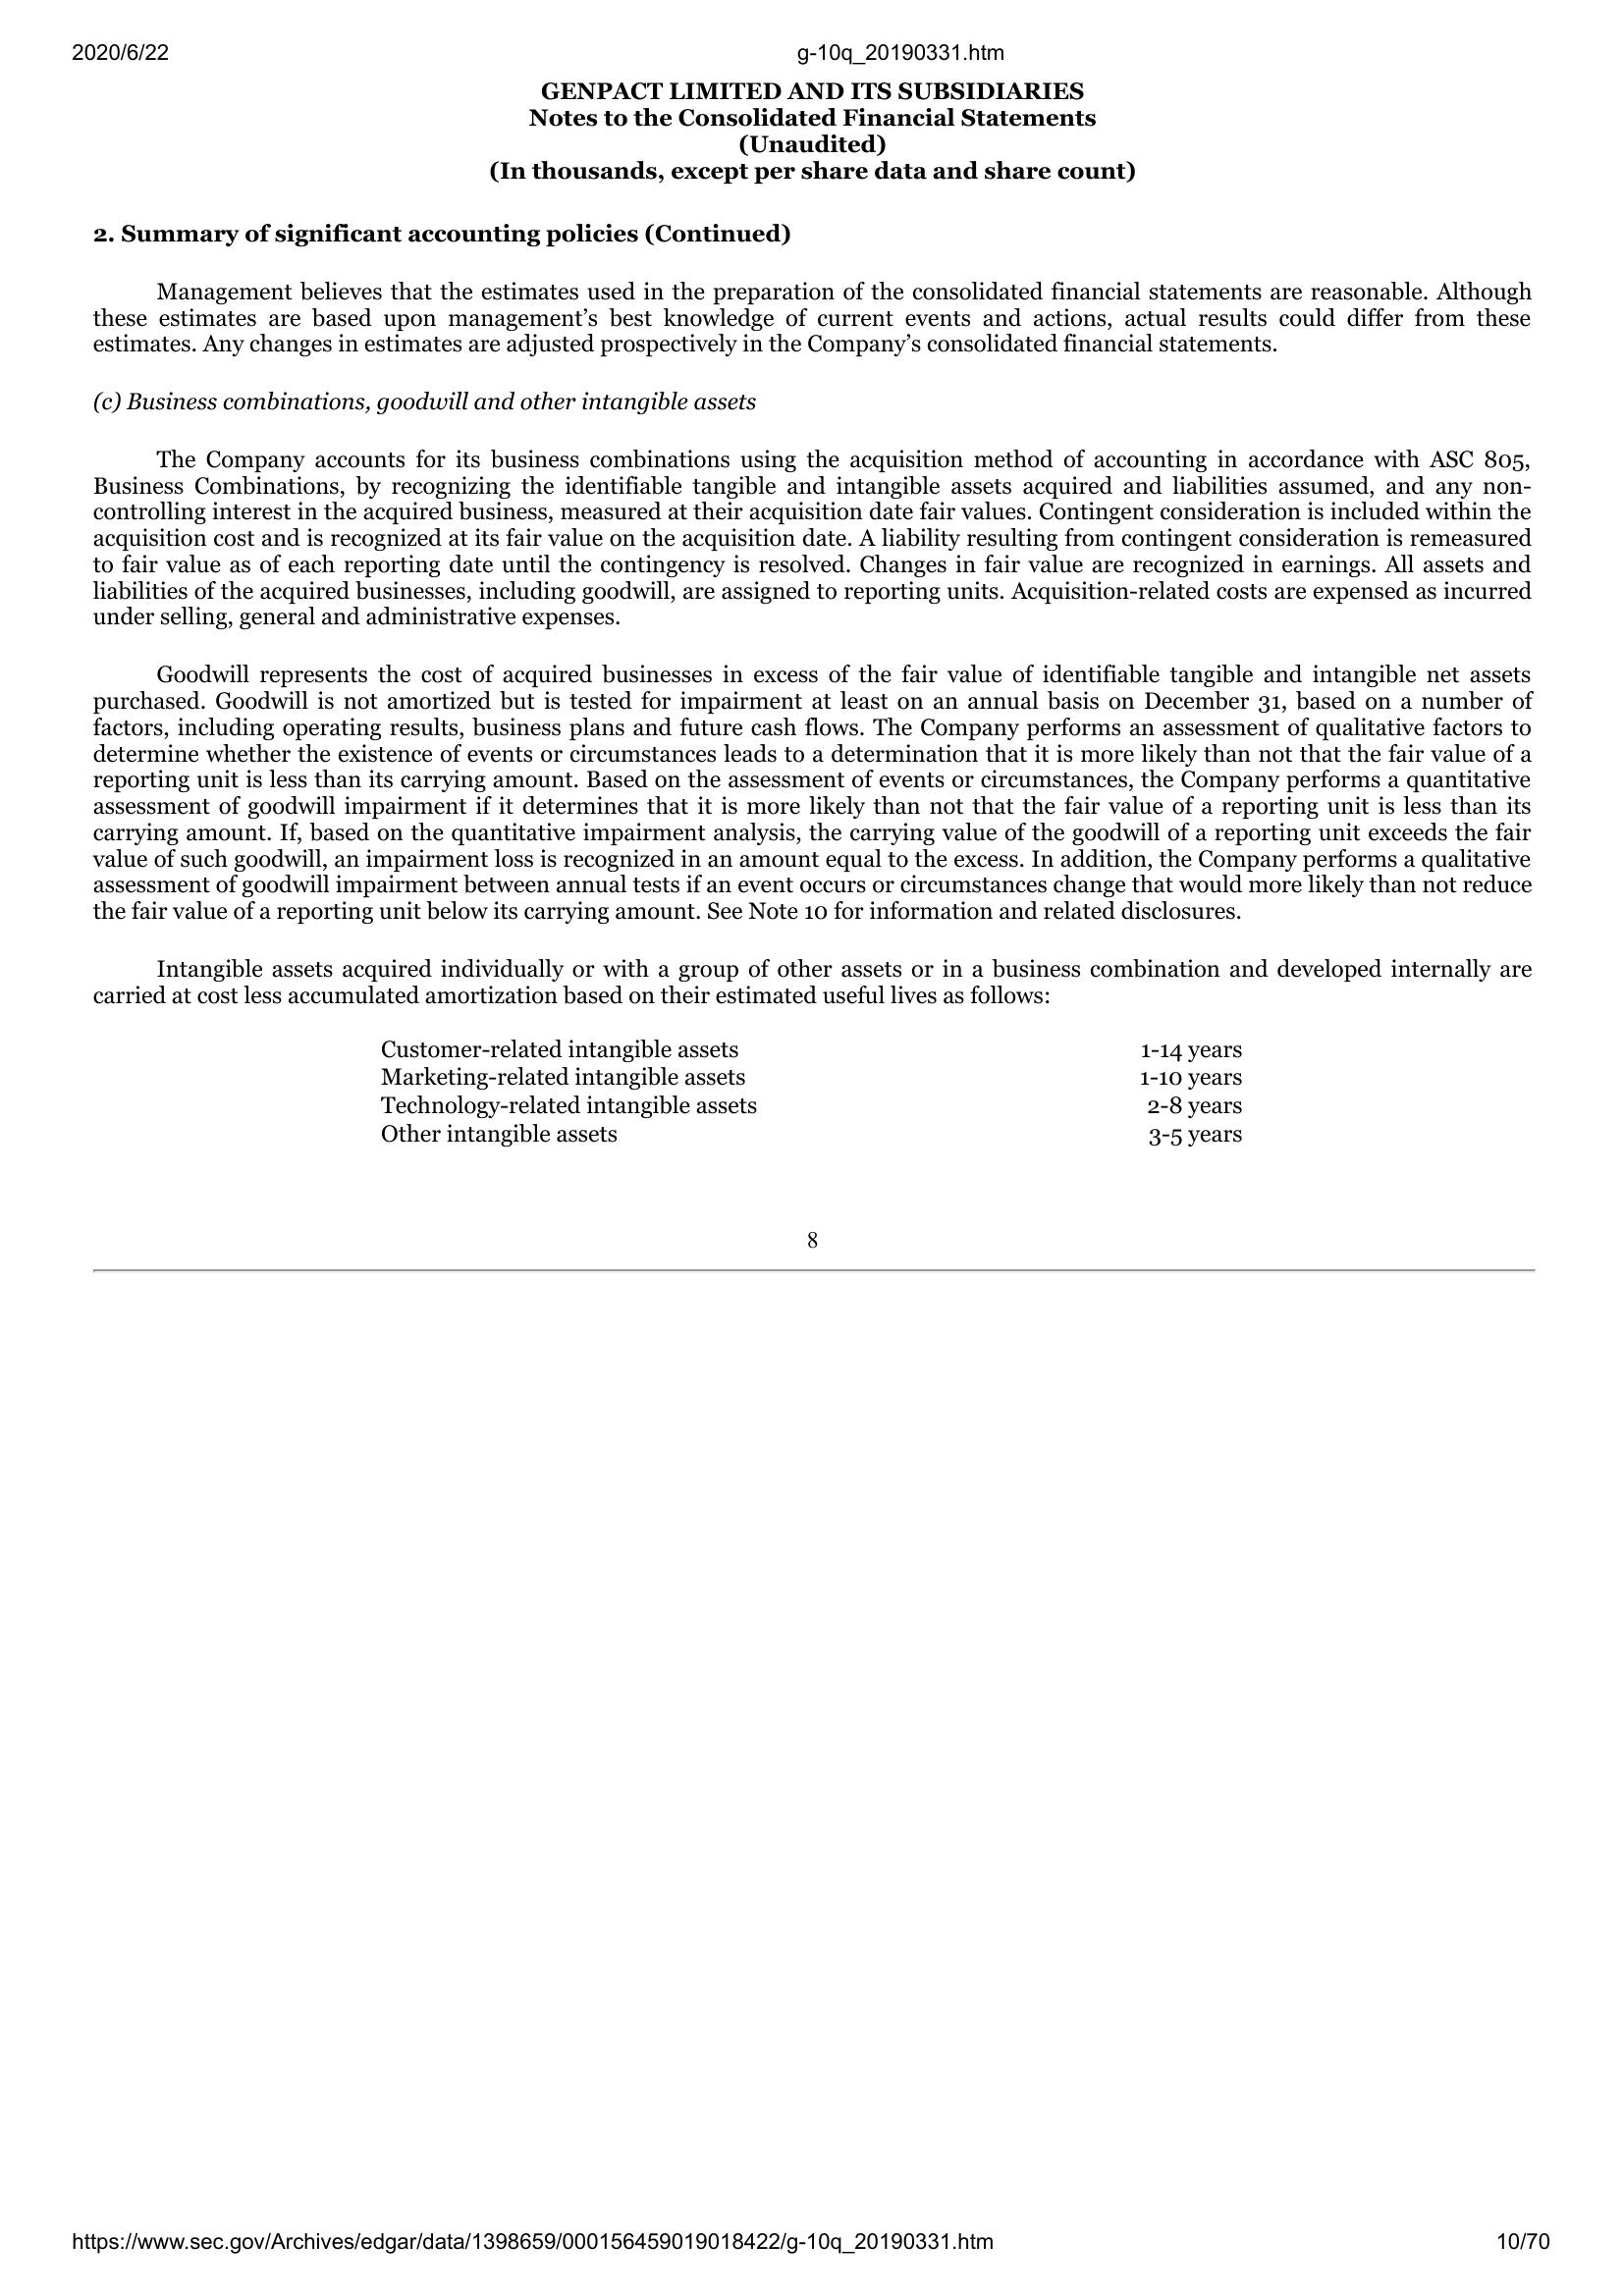 2020/6/22 g-10q_20190331.htm
GENPACT LIMITED AND ITS SUBSIDIARIES
Notes to the Consolidated Financial Statements
(Unaudited)
(In thousands, except per share data and share count)
2. Summary of significant accounting policies (Continued)
Management believes that the estimates used in the preparation of the consolidated financial statements are reasonable. Although
these estimates are based upon management’s best knowledge of current events and actions, actual results could differ from these
estimates. Any changes in estimates are adjusted prospectively in the Company’s consolidated financial statements.
(c) Business combinations, goodwill and other intangible assets
The Company accounts for its business combinations using the acquisition method of accounting in accordance with ASC 805,
Business Combinations, by recognizing the identifiable tangible and intangible assets acquired and liabilities assumed, and any non-
controlling interest in the acquired business, measured at their acquisition date fair values. Contingent consideration is included within the
acquisition cost and is recognized at its fair value on the acquisition date. A liability resulting from contingent consideration is remeasured
to fair value as of each reporting date until the contingency is resolved. Changes in fair value are recognized in earnings. All assets and
liabilities of the acquired businesses, including goodwill, are assigned to reporting units. Acquisition-related costs are expensed as incurred
under selling, general and administrative expenses.
Goodwill represents the cost of acquired businesses in excess of the fair value of identifiable tangible and intangible net assets
purchased. Goodwill is not amortized but is tested for impairment at least on an annual basis on December 31, based on a number of
factors, including operating results, business plans and future cash flows. The Company performs an assessment of qualitative factors to
determine whether the existence of events or circumstances leads to a determination that it is more likely than not that the fair value of a
reporting unit is less than its carrying amount. Based on the assessment of events or circumstances, the Company performs a quantitative
assessment of goodwill impairment if it determines that it is more likely than not that the fair value of a reporting unit is less than its
carrying amount. If, based on the quantitative impairment analysis, the carrying value of the goodwill of a reporting unit exceeds the fair
value of such goodwill, an impairment loss is recognized in an amount equal to the excess. In addition, the Company performs a qualitative
assessment of goodwill impairment between annual tests if an event occurs or circumstances change that would more likely than not reduce
the fair value of a reporting unit below its carrying amount. See Note 10 for information and related disclosures.
Intangible assets acquired individually or with a group of other assets or in a business combination and developed internally are
carried at cost less accumulated amortization based on their estimated useful lives as follows:
Customer-related intangible assets 1-14 years
Marketing-related intangible assets 1-10 years
Technology-related intangible assets 2-8 years
Other intangible assets 3-5 years
8
https://www.sec.gov/Archives/edgar/data/1398659/000156459019018422/g-10q_20190331.htm 10/70